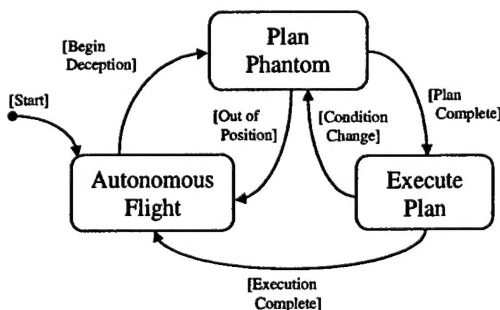 [Begin
Deception]
Plan
Phantom
[Start]
[Out of
Position]
[Condition
Change]
[Plan
Complete]
Autonomous
Flight
Execute
Plan
[Execution
Complete]